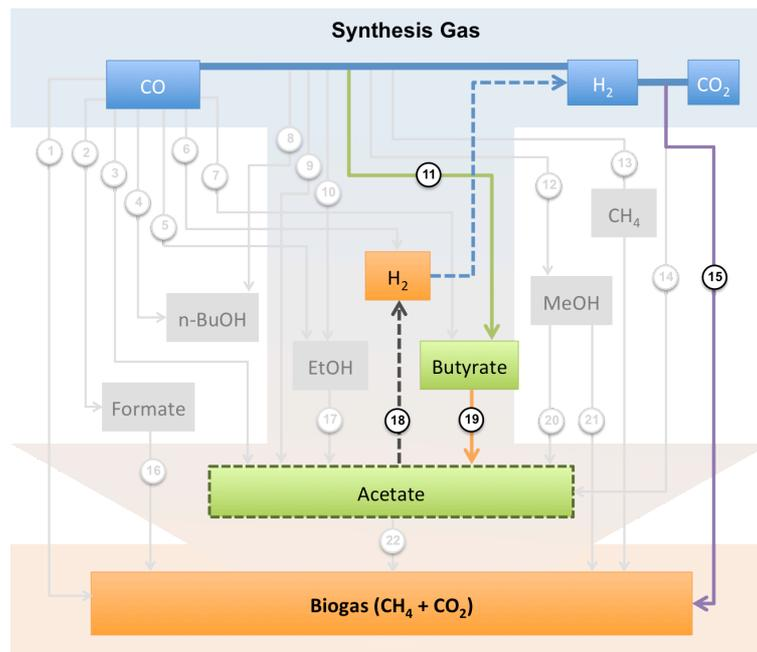 Synthesis Gas
CO
H₂
CO₂
1
2
3
4
5
6
7
8
9
10
11
12
13
CH₄
14
15
H₂
MeOH
n-BuOH
EtOH
Butyrate
Formate
16
17
18
19
20
21
Acetate
22
Biogas (CH₄ + CO₂)